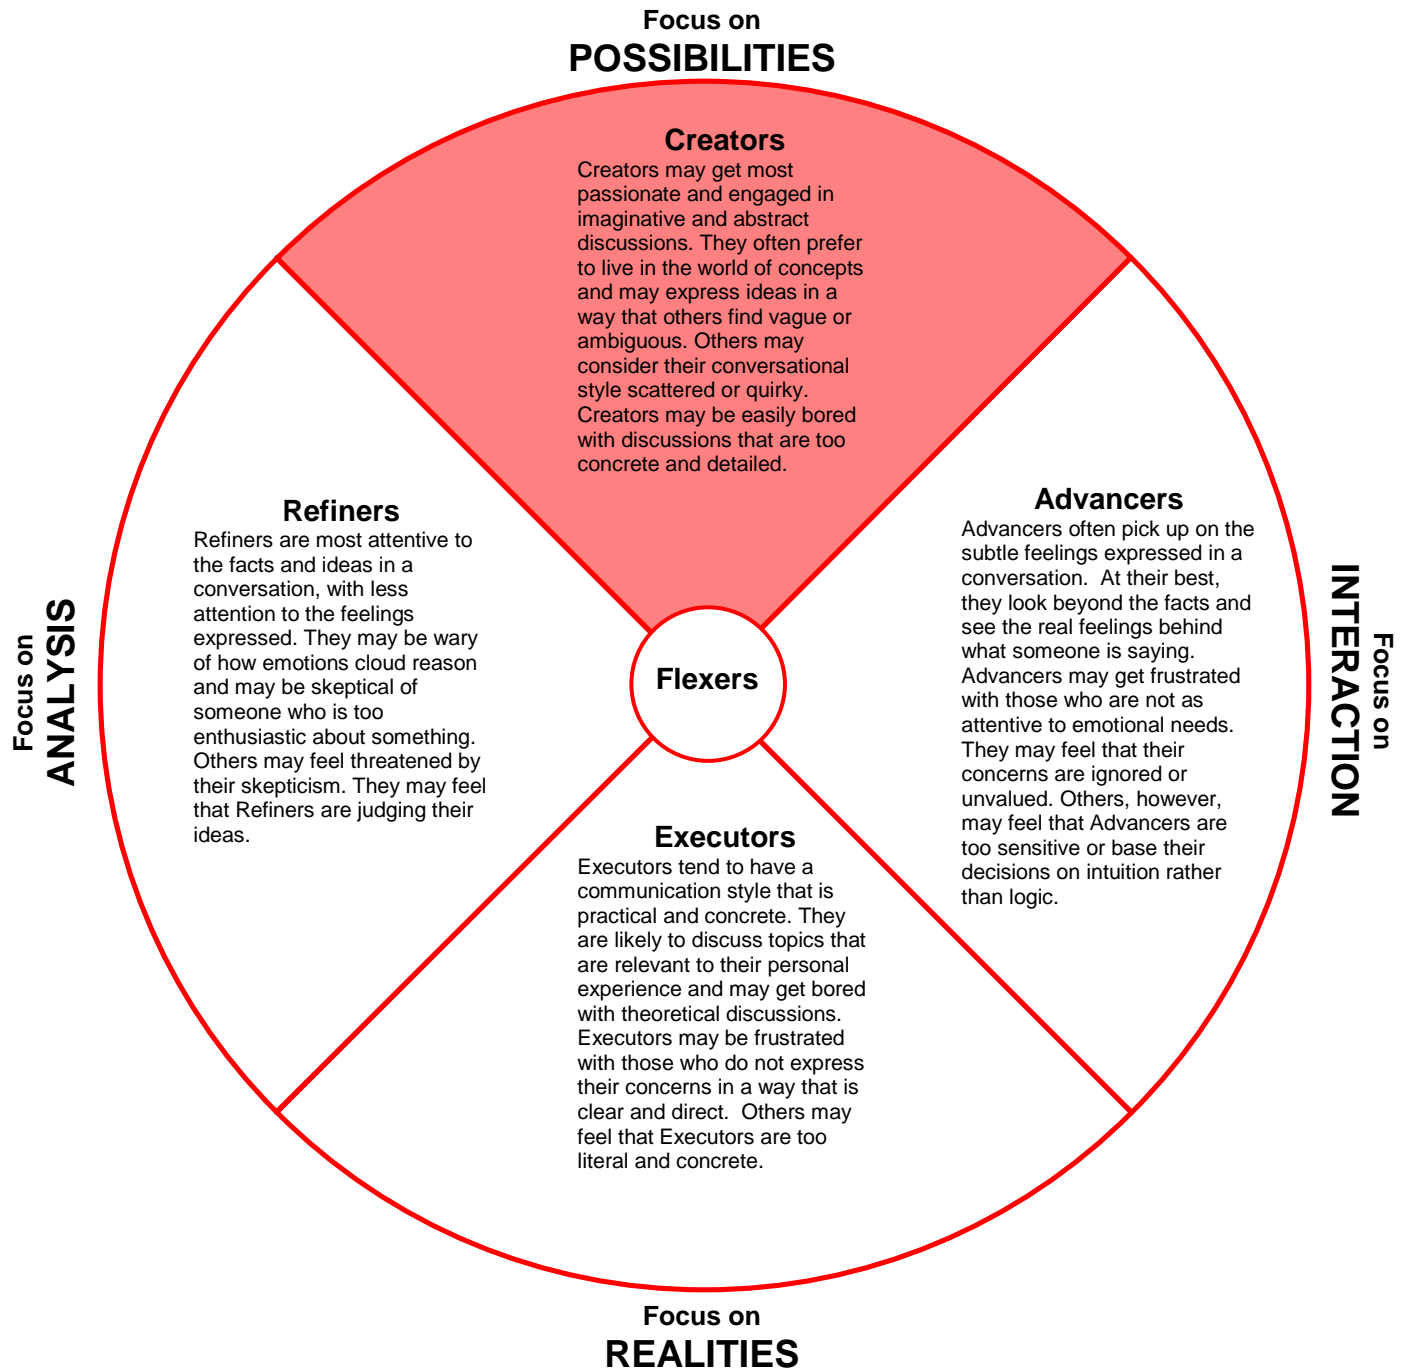 Focus on
POSSIBILITIES
Creators
Creators may get most
passionate and engaged in
imaginative and abstract
discussions. They often prefer
to live in the world of concepts
and may express ideas in a
way that others find vague or
ambiguous. Others may
consider their conversational
style scattered or quirky.
Creators may be easily bored
with discussions that are too
concrete and detailed.
Focus on
ANALYSIS
Refiners
Refiners are most attentive to
the facts and ideas in a
conversation, with less
attention to the feelings
expressed. They may be wary
of how emotions cloud reason
and may be skeptical of
someone who is too
enthusiastic about something.
Others may feel threatened by
their skepticism. They may feel
that Refiners are judging their
ideas.
Flexers
Advancers
Advancers often pick up on the
subtle feelings expressed in a
conversation.  At their best,
they look beyond the facts and
see the real feelings behind
what someone is saying.
Advancers may get frustrated
with those who are not as
attentive to emotional needs.
They may feel that their
concerns are ignored or
unvalued. Others, however,
may feel that Advancers are
too sensitive or base their
decisions on intuition rather
than logic.
Focus on
INTERACTION
Executors
Executors tend to have a
communication style that is
practical and concrete. They
are likely to discuss topics that
are relevant to their personal
experience and may get bored
with theoretical discussions.
Executors may be frustrated
with those who do not express
their concerns in a way that is
clear and direct.  Others may
feel that Executors are too
literal and concrete.
Focus on
REALITIES